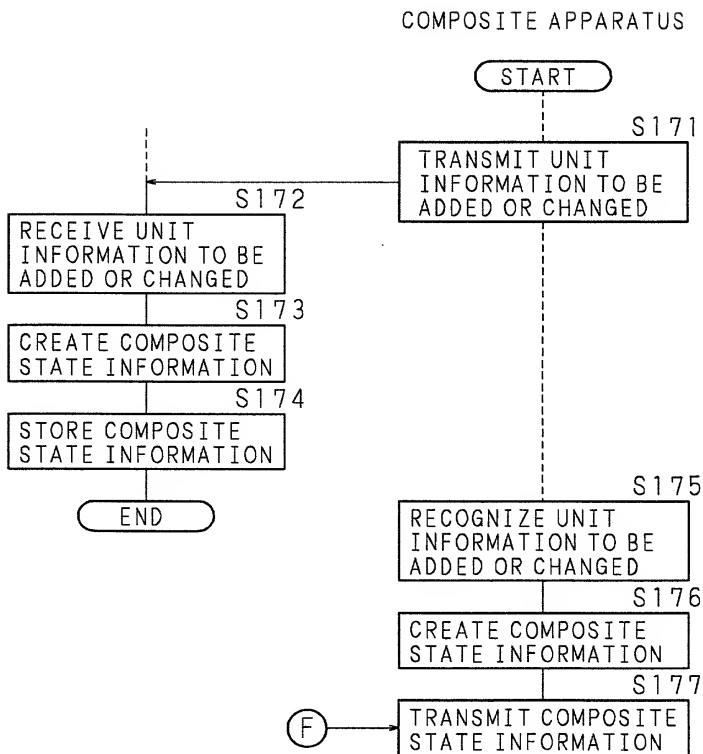 COMPOSITE APPARATUS
START
S171
TRANSMIT UNIT
INFORMATION TO BE
ADDED OR CHANGED
S172
RECEIVE UNIT
INFORMATION TO BE
ADDED OR CHANGED
S173
CREATE COMPOSITE
STATE INFORMATION
S174
STORE COMPOSITE
STATE INFORMATION
END
S175
RECOGNIZE UNIT
INFORMATION TO BE
ADDED OR CHANGED
S176
CREATE COMPOSITE
STATE INFORMATION
S177
F
TRANSMIT COMPOSITE
STATE INFORMATION